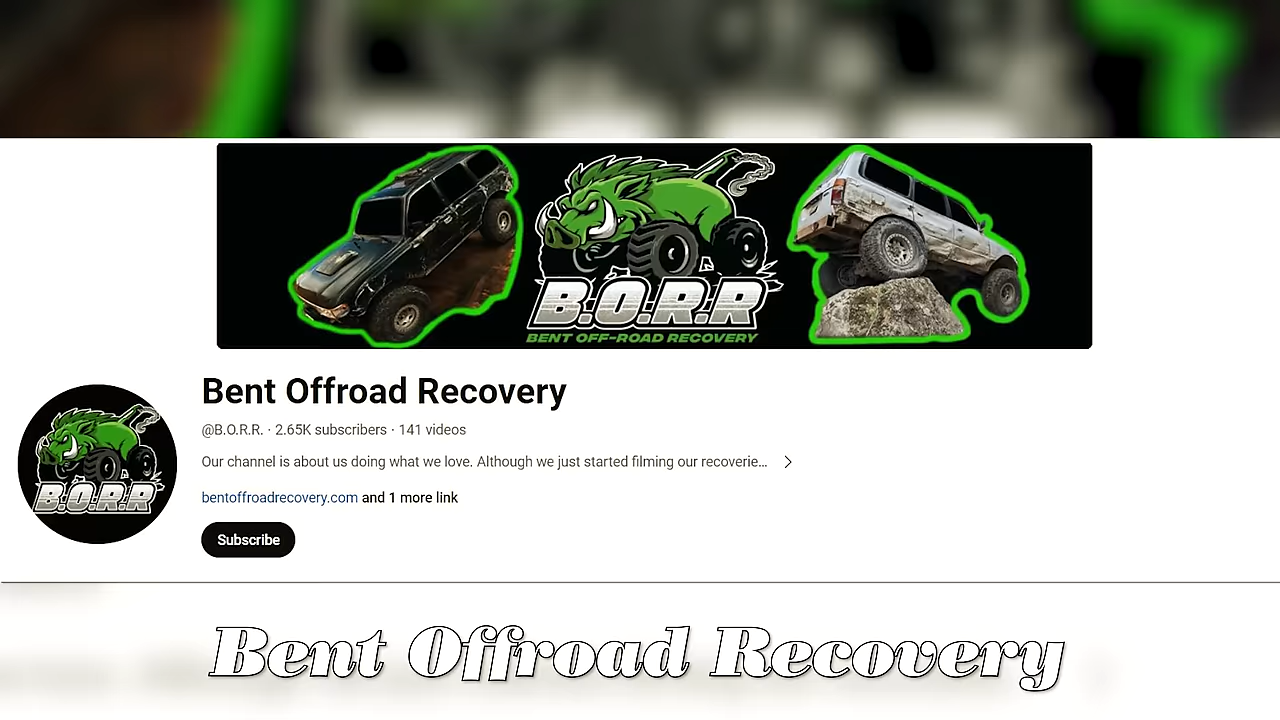 B.O.R.R
BENT OFF-ROAD RECOVERY
B.O.R.R
Bent Offroad Recovery
@B.O.R.R. · 2.65K subscribers · 141 videos
Our channel is about us doing what we love. Although we just started filming our recoverie...
bentoffroadrecovery.com and 1 more link
Subscribe
Bent Offroad Recovery